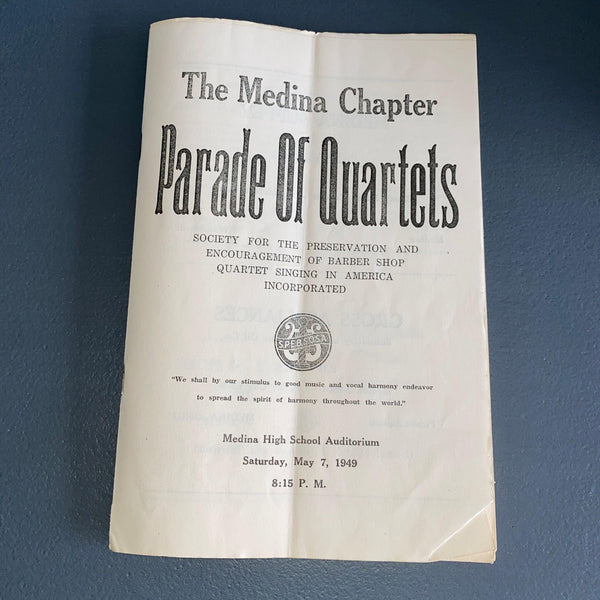 The Medina Chapter
Parade Of Quartets
SOCIETY FOR THE PRESERVATION AND
ENCOURAGEMENT OF BARBER SHOP
QUARTET SINGING IN AMERICA
INCORPORATED
S.P.E.B.S.Q.S.A.
"We shall by our stimulus to good music and vocal harmony endeavor
to spread the spirit of harmony throughout the world."
Medina High School Auditorium
Saturday, May 7, 1949
8:15 P. M.